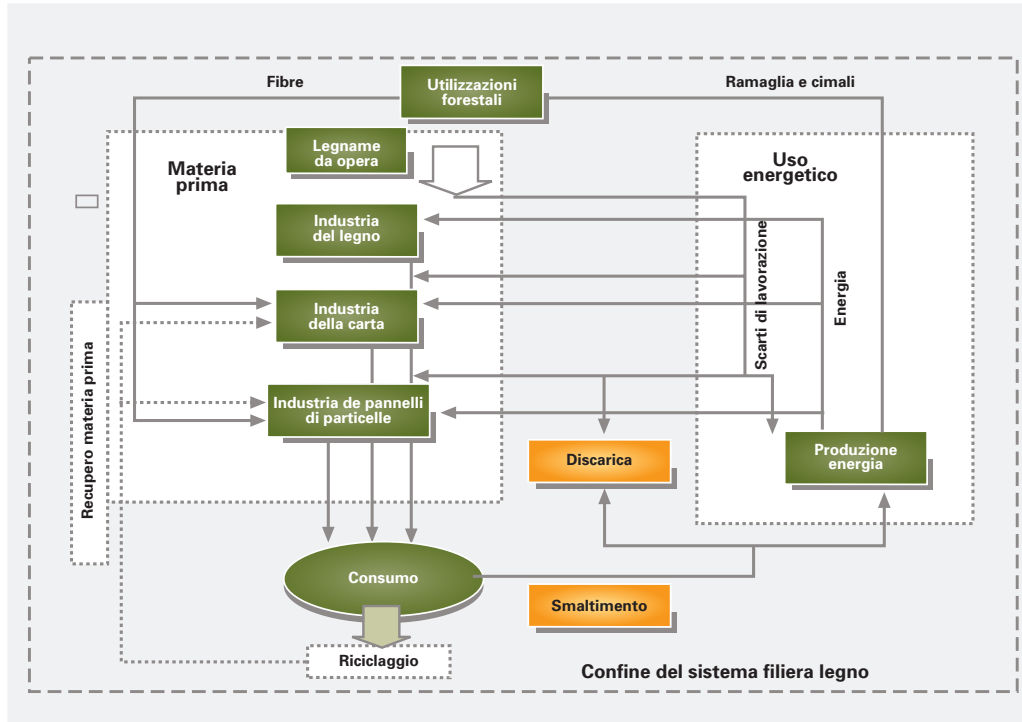 Fibre
Utilizzazioni
forestali
Ramaglia e cimali
Legname
da opera
Materia
prima
Uso
energetico
Industria
del legno
Scarti di lavorazione
Energia
Industria
della carta
Recupero materia prima
Industria de pannelli
di particelle
Discarica
Produzione
energia
Consumo
Smaltimento
Riciclaggio
Confine del sistema filiera legno